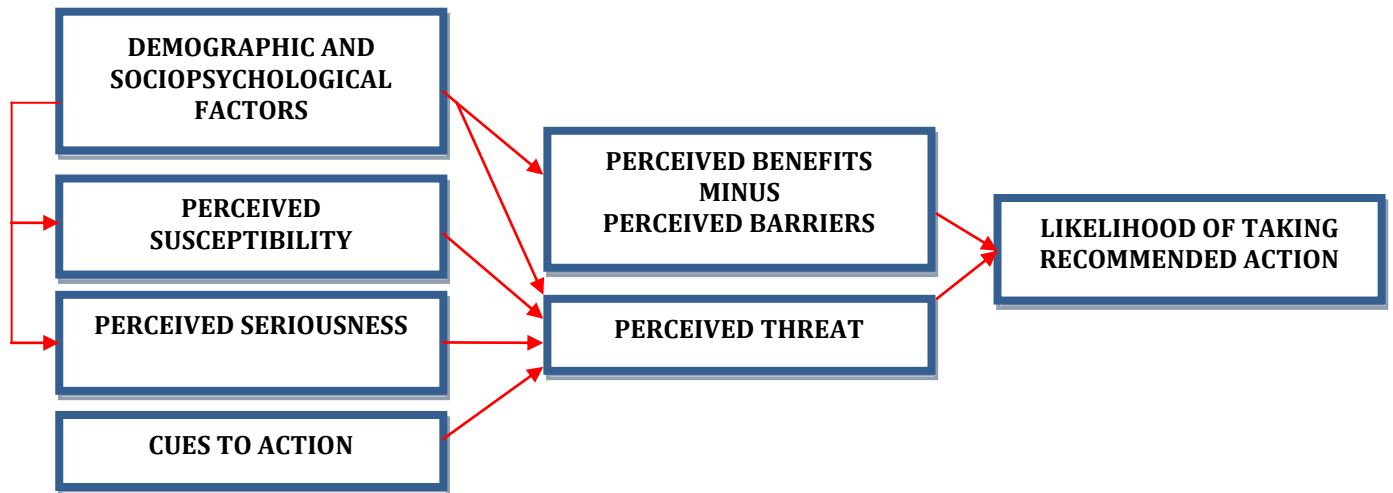 DEMOGRAPHIC AND
SOCIOPSYCHOLOGICAL
FACTORS
PERCEIVED
SUSCEPTIBILITY
PERCEIVED SERIOUSNESS
CUES TO ACTION
PERCEIVED BENEFITS
MINUS
PERCEIVED BARRIERS
PERCEIVED THREAT
LIKELIHOOD OF TAKING
RECOMMENDED ACTION